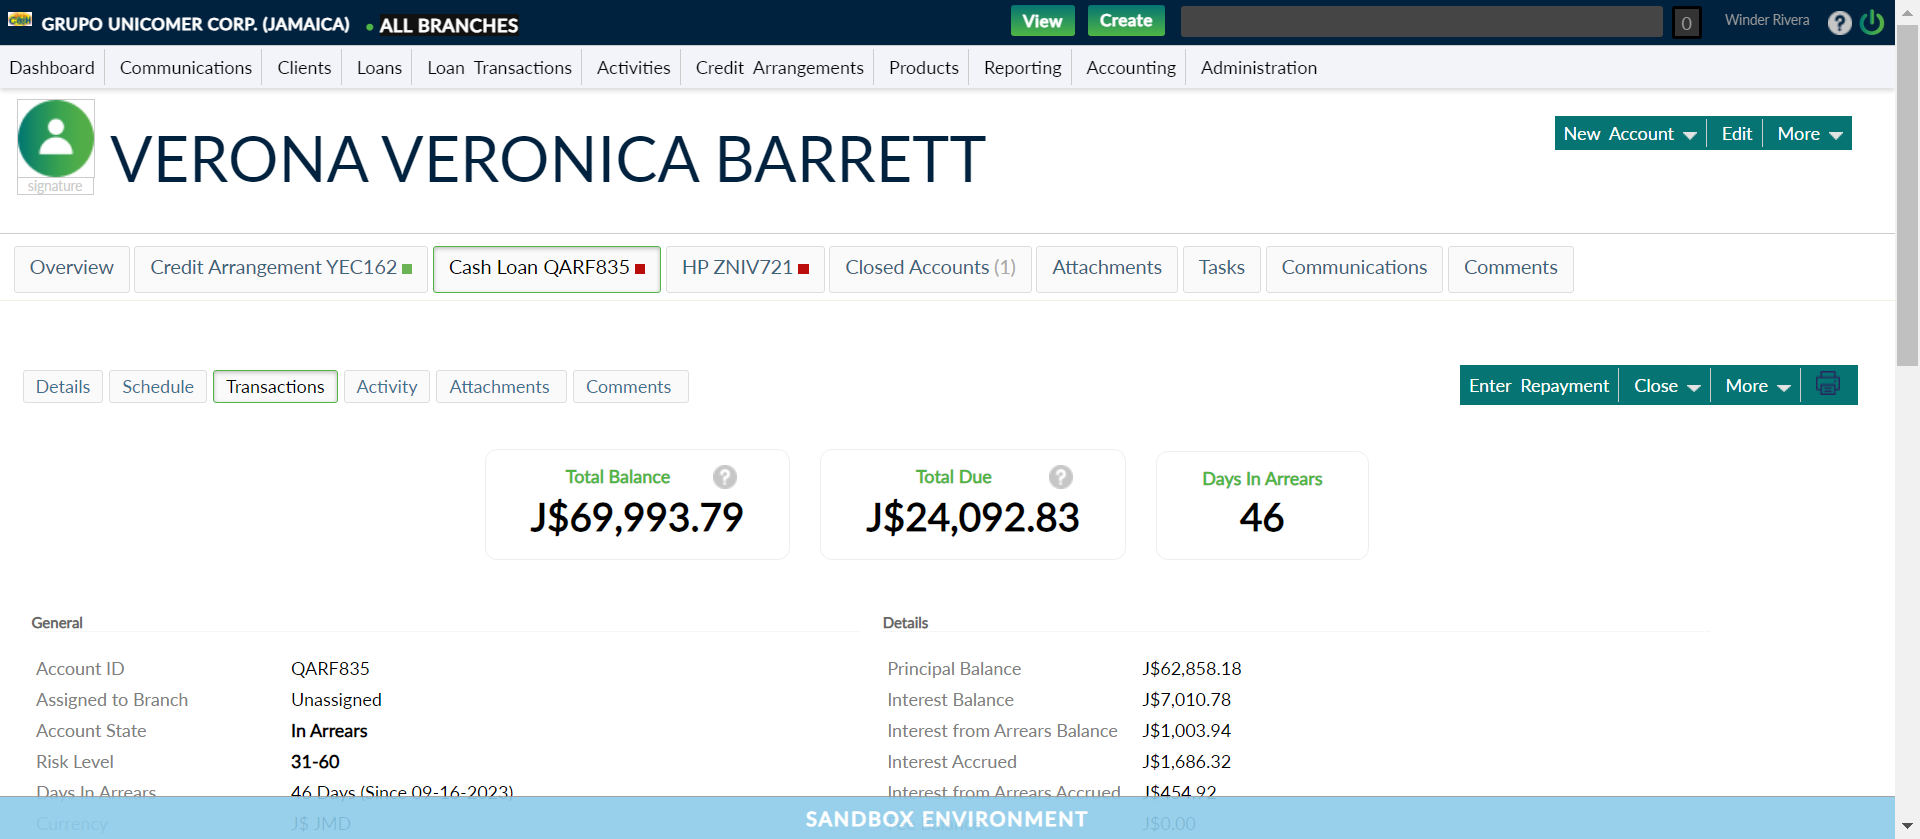 GRUPO UNICOMER CORP. (JAMAICA) ● ALL BRANCHES View Create 0 Winder Rivera ?
Dashboard Communications Clients Loans Loan Transactions Activities Credit Arrangements Products Reporting Accounting Administration
VERONA VERONICA BARRETT
New Account Edit More
signature
Overview Credit Arrangement YEC162 Cash Loan QARF835 HP ZNIV721 Closed Accounts (1) Attachments Tasks Communications Comments
Details Schedule Transactions Activity Attachments Comments Enter Repayment Close More
Total Balance ? Total Due ? Days In Arrears
J$69,993.79 J$24,092.83 46
General Details
Account ID QARF835 Principal Balance J$62,858.18
Assigned to Branch Unassigned Interest Balance J$7,010.78
Account State In Arrears Interest from Arrears Balance J$1,003.94
Risk Level 31-60 Interest Accrued J$1,686.32
Days In Arrears 46 Days (Since 09-16-2023) Interest from Arrears Accrued J$454.92
Currency J$ JMD J$0.00
SANDBOX ENVIRONMENT